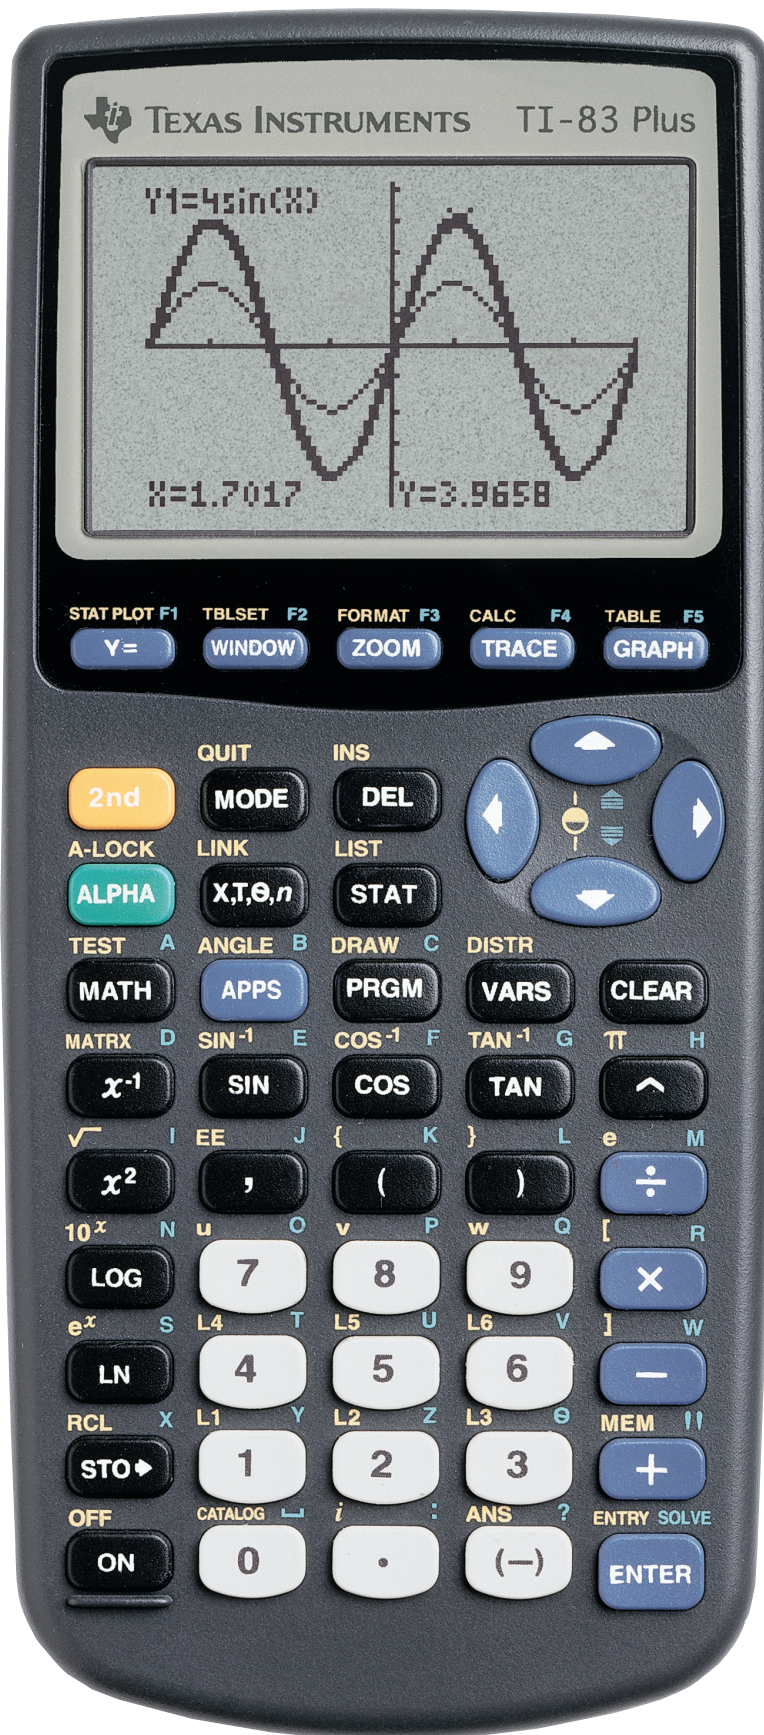 TEXAS INSTRUMENTS TI-83 Plus
Y1=4sin(X)
X=1.7017 Y=3.9658
STAT PLOT F1 TBLSET F2 FORMAT F3 CALC F4 TABLE F5
Y= WINDOW ZOOM TRACE GRAPH
QUIT INS
2nd MODE DEL
A-LOCK LINK LIST
ALPHA X,T,Θ,n STAT
TEST A ANGLE B DRAW C DISTR
MATH APPS PRGM VARS CLEAR
MATRX D SIN⁻¹ E COS⁻¹ F TAN⁻¹ G π H
x⁻¹ SIN COS TAN ^
√ I EE J { K } L e M
x² , ( ) ÷
10ˣ N u O v P w Q [ R
LOG 7 8 9 ×
eˣ S L4 T L5 U L6 V ] W
LN 4 5 6 −
RCL X L1 Y L2 Z L3 Θ MEM "
STO▸ 1 2 3 +
OFF CATALOG ⎵ i : ANS ? ENTRY SOLVE
ON 0 . (−) ENTER